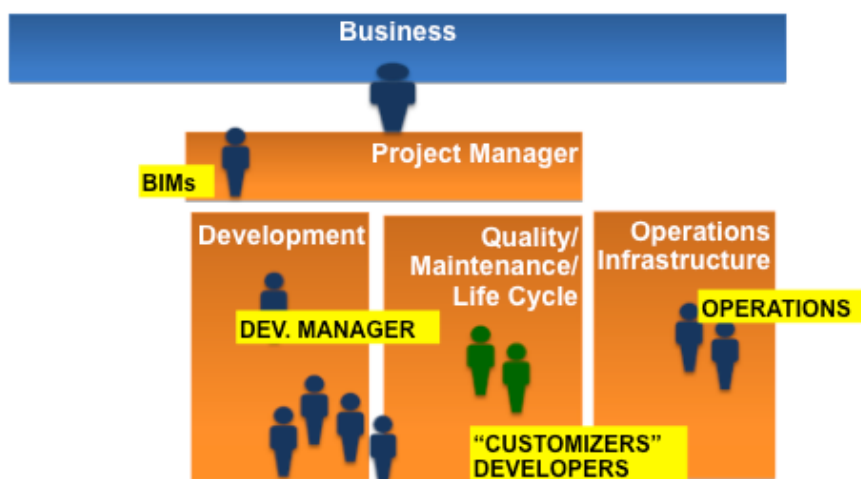 Business
Project Manager
BIMs
Development
Quality/
Maintenance/
Life Cycle
Operations
Infrastructure
OPERATIONS
DEV. MANAGER
“CUSTOMIZERS”
DEVELOPERS